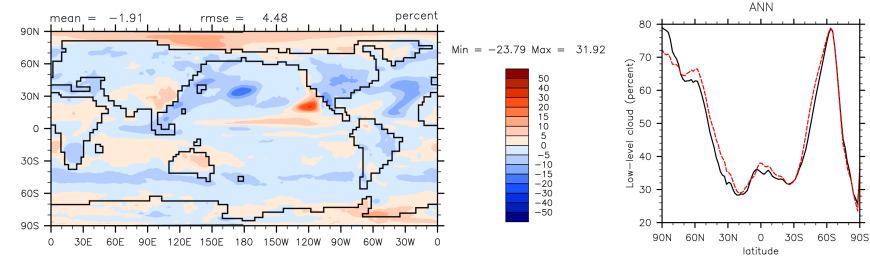 mean = −1.91 rmse = 4.48 percent
90N
60N
30N
0
30S
60S
90S
0 30E 60E 90E 120E 150E 180 150W 120W 90W 60W 30W 0
Min = −23.79 Max = 31.92
50
40
30
20
15
10
5
0
−5
−10
−15
−20
−30
−40
−50
ANN
Low−level cloud (percent)
80
70
60
50
40
30
20
90N 60N 30N 0 30S 60S 90S
latitude